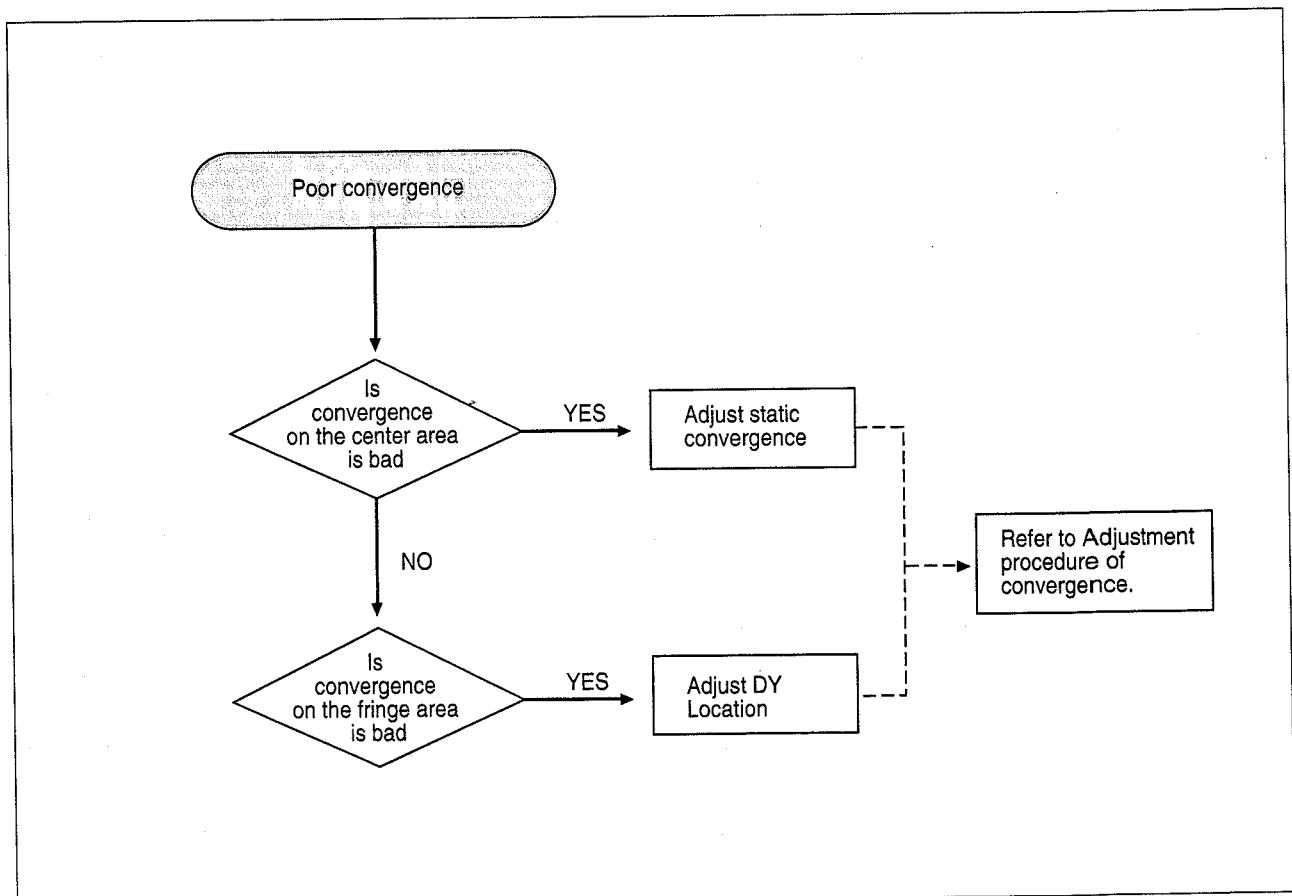 Poor convergence
Is
convergence
on the center area
is bad
YES
Adjust static
convergence
NO
Refer to Adjustment
procedure of
convergence.
Is
convergence
on the fringe area
is bad
YES
Adjust DY
Location